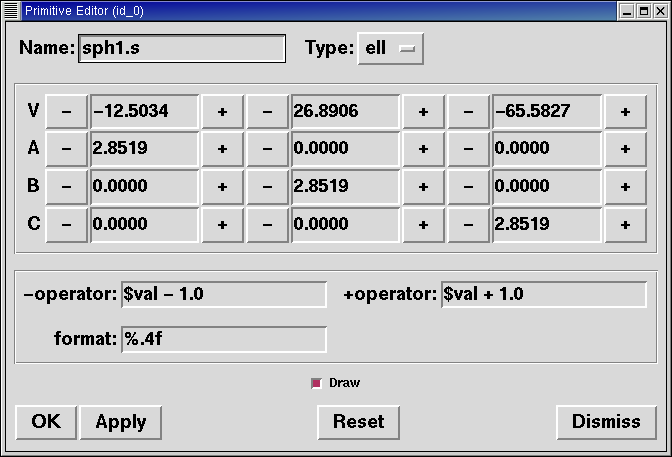 Primitive Editor (id_0)
Name: sph1.s Type: ell
V − −12.5034 + − 26.8906 + − −65.5827 +
A − 2.8519 + − 0.0000 + − 0.0000 +
B − 0.0000 + − 2.8519 + − 0.0000 +
C − 0.0000 + − 0.0000 + − 2.8519 +
−operator: $val − 1.0 +operator: $val + 1.0
format: %.4f
Draw
OK Apply Reset Dismiss